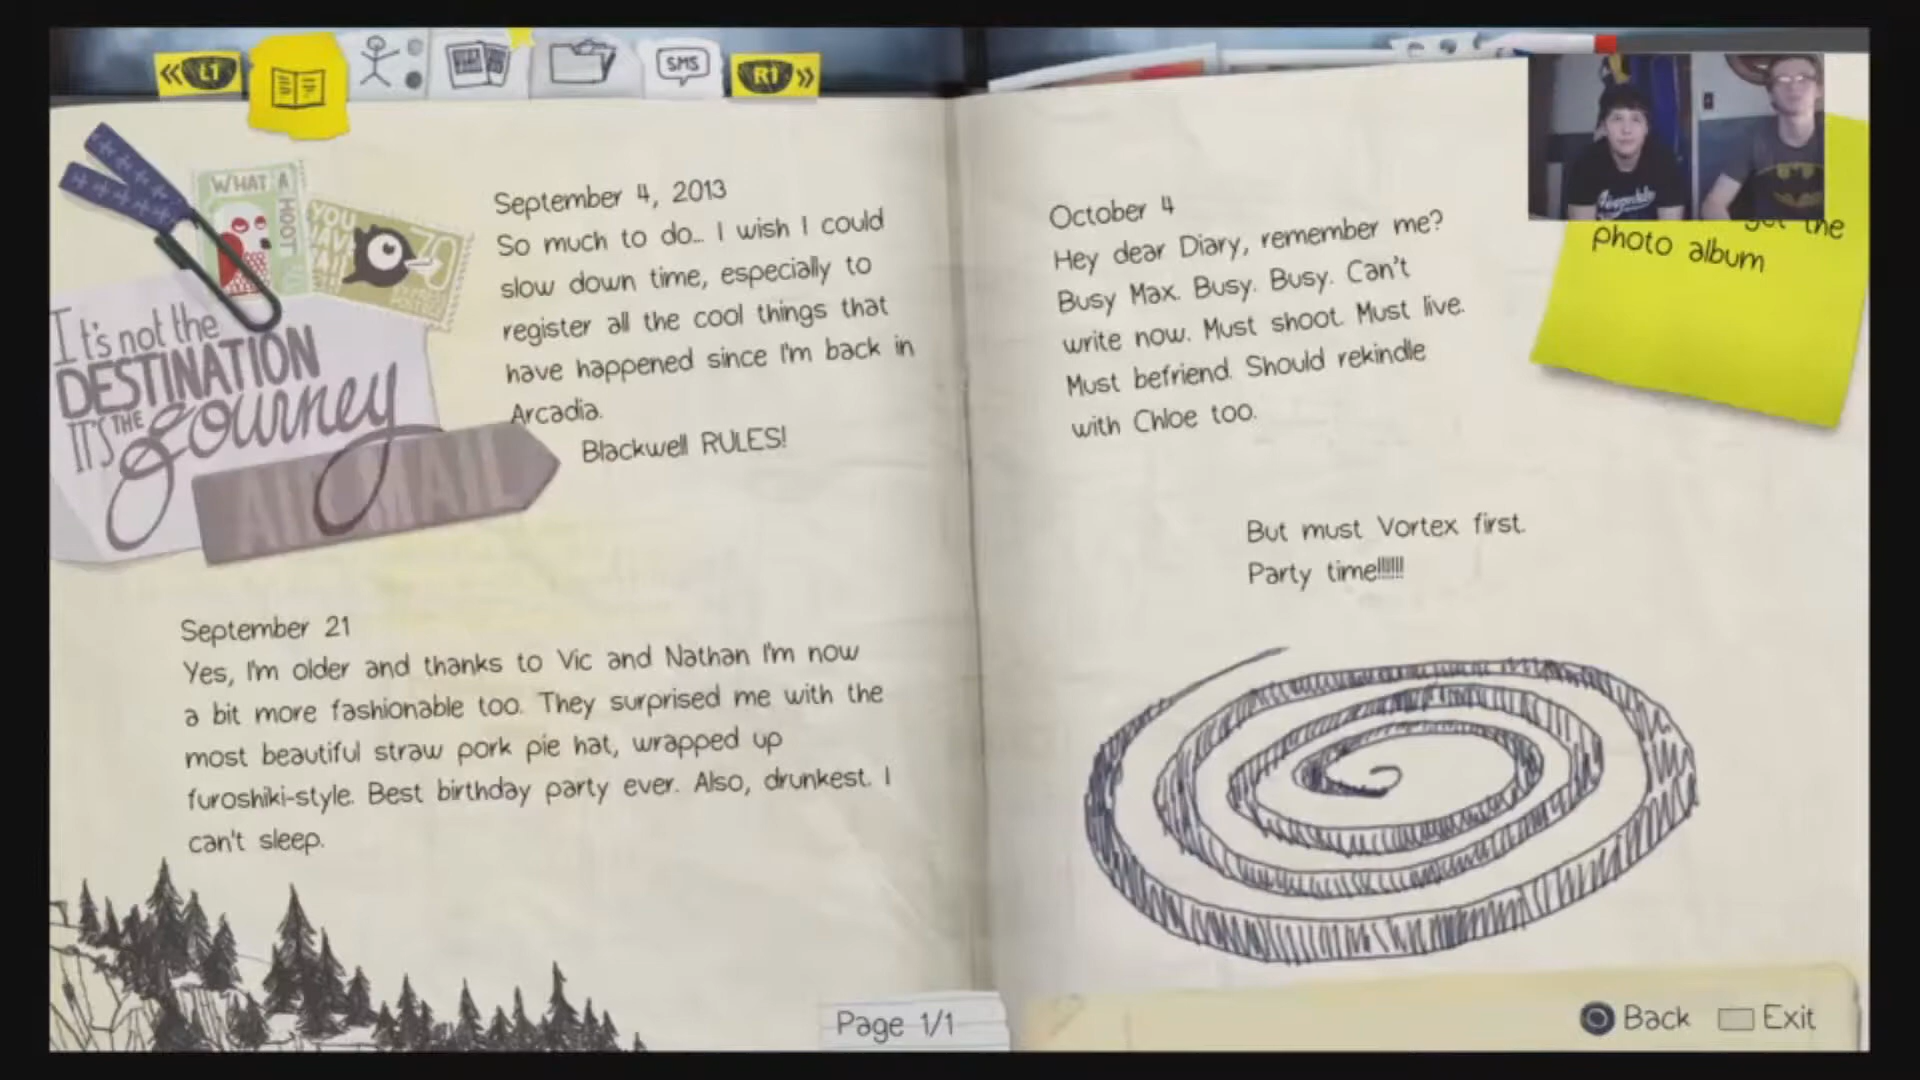 L1
SMS
R1
WHAT A HOOT
YOU HAVE MAIL
70
It's not the
DESTINATION
IT'S THE
Journey
AIR MAIL
September 4, 2013
So much to do... I wish I could
slow down time, especially to
register all the cool things that
have happened since I'm back in
Arcadia.
Blackwell RULES!
September 21
Yes, I'm older and thanks to Vic and Nathan I'm now
a bit more fashionable too. They surprised me with the
most beautiful straw pork pie hat, wrapped up
furoshiki-style. Best birthday party ever. Also, drunkest. I
can't sleep.
October 4
Hey dear Diary, remember me?
Busy Max. Busy. Busy. Can't
write now. Must shoot. Must live.
Must befriend. Should rekindle
with Chloe too.
But must Vortex first.
Party time!!!!!!!
the
photo album
Page 1/1
Back
Exit